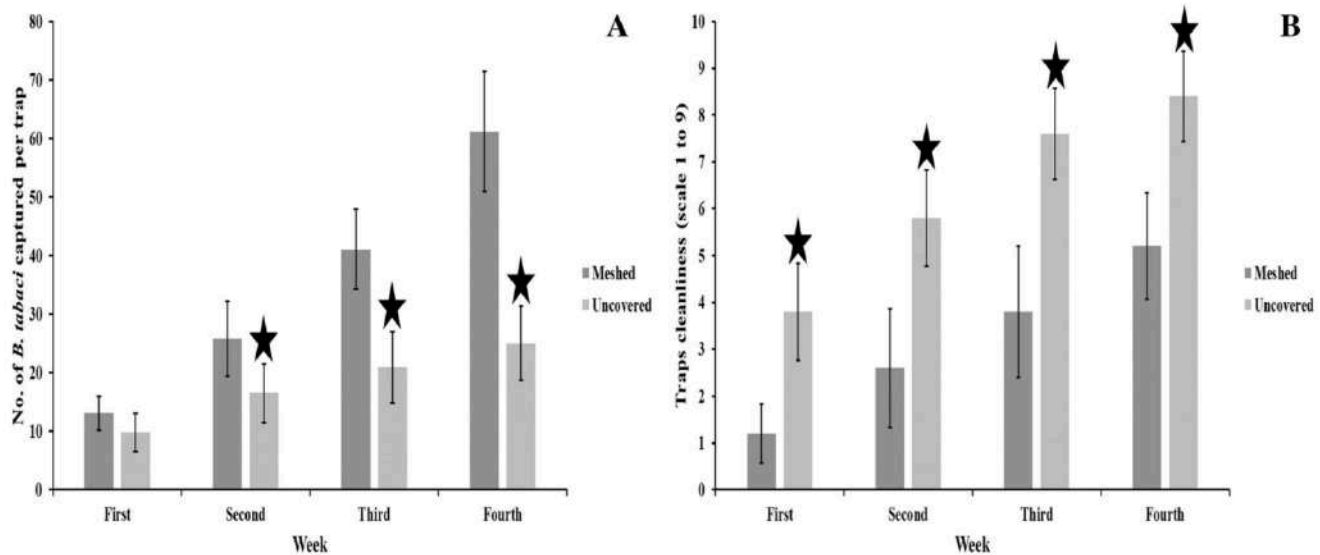 A
No. of B. tabaci captured per trap
80
70
60
50
40
30
20
10
0
First Second Third Fourth
Week
Meshed
Uncovered
B
Traps cleanliness (scale 1 to 9)
10
9
8
7
6
5
4
3
2
1
0
First Second Third Fourth
Week
Meshed
Uncovered